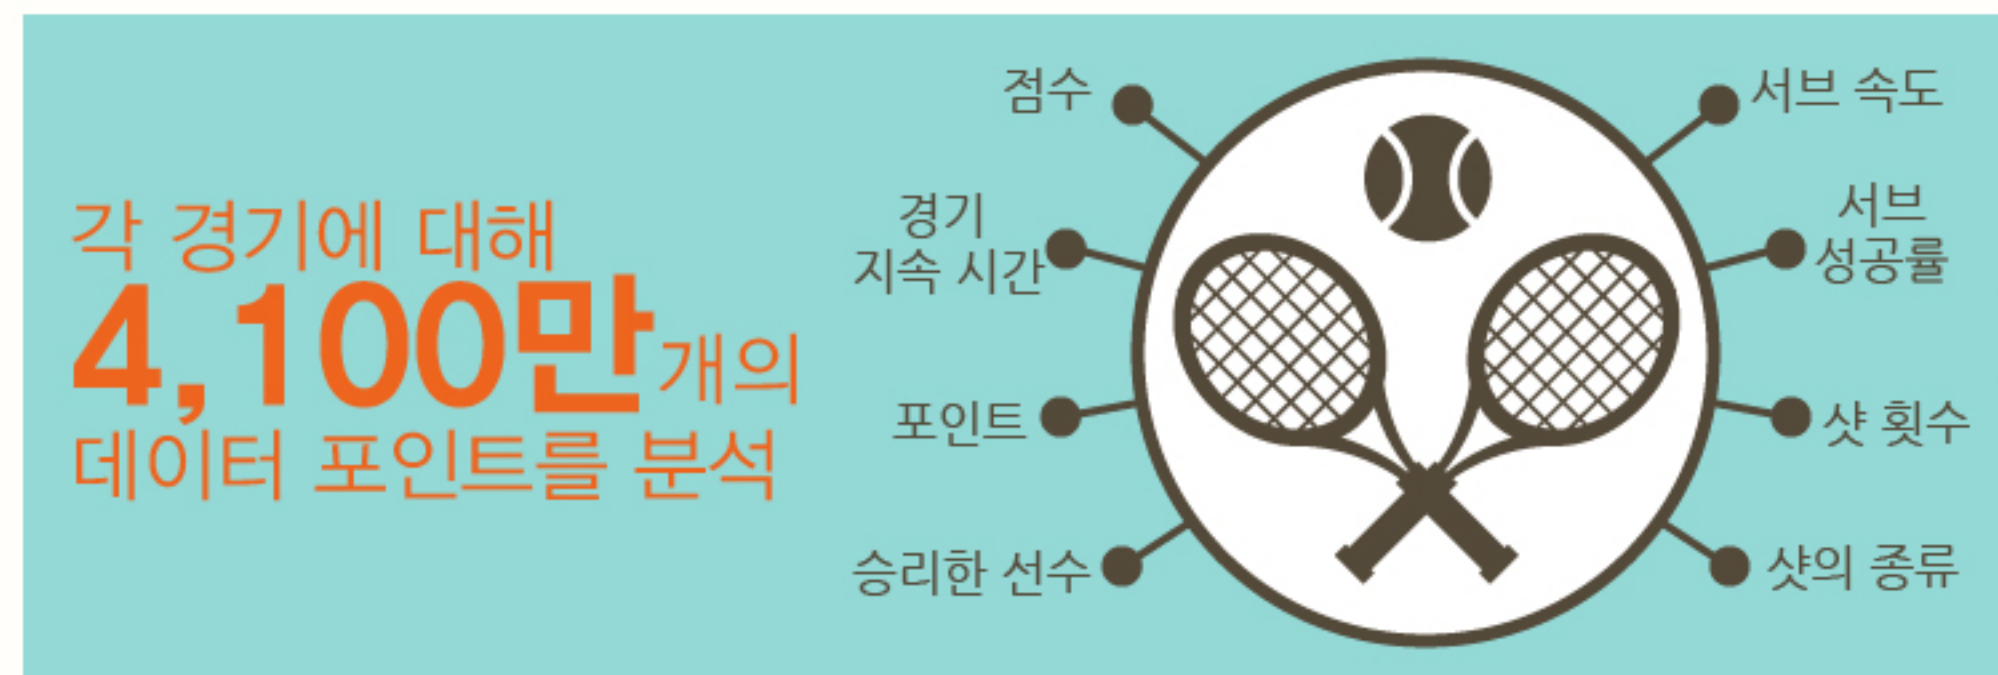 각 경기에 대해
4,100만개의
데이터 포인트를 분석
점수
경기
지속 시간
포인트
승리한 선수
서브 속도
서브
성공률
샷 횟수
샷의 종류